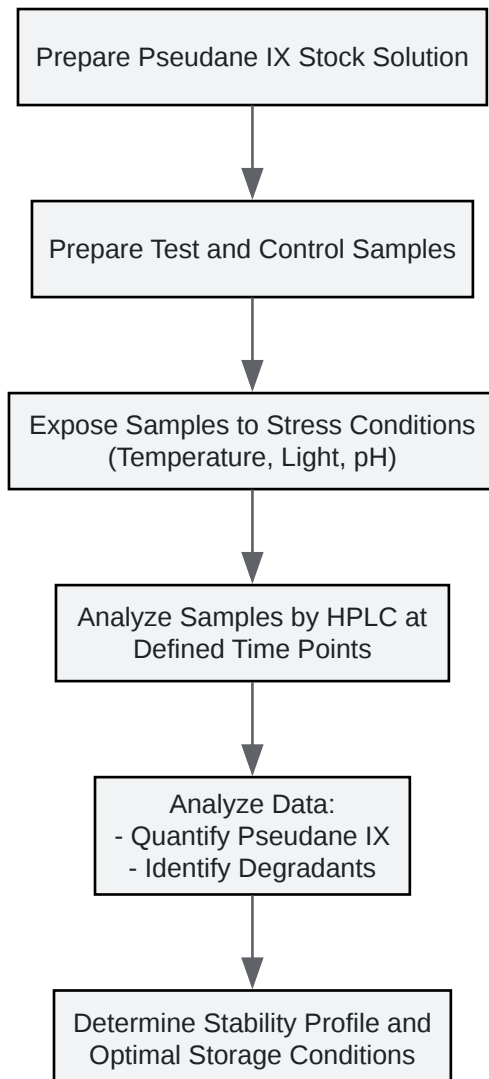 Prepare Pseudane IX Stock Solution
Prepare Test and Control Samples
Expose Samples to Stress Conditions
(Temperature, Light, pH)
Analyze Samples by HPLC at
Defined Time Points
Analyze Data:
- Quantify Pseudane IX
- Identify Degradants
Determine Stability Profile and
Optimal Storage Conditions